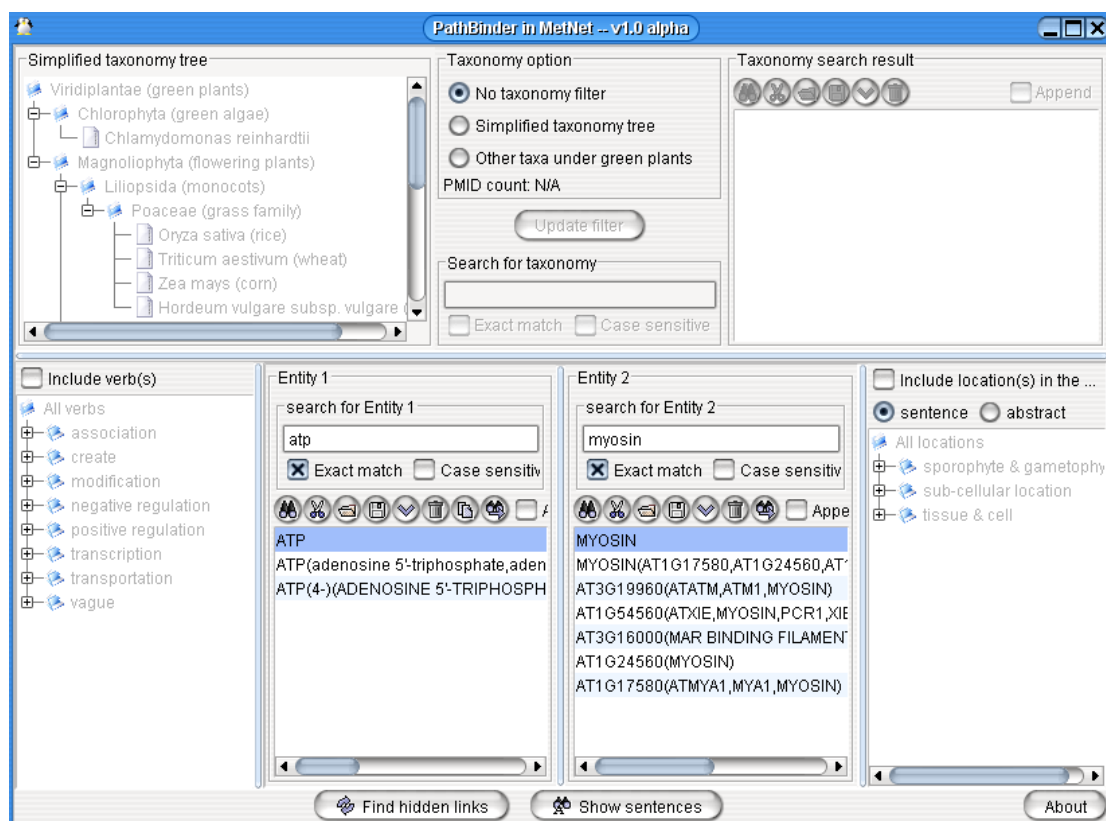 PathBinder in MetNet -- v1.0 alpha
Simplified taxonomy tree
Viridiplantae (green plants)
Chlorophyta (green algae)
Chlamydomonas reinhardtii
Magnoliophyta (flowering plants)
Liliopsida (monocots)
Poaceae (grass family)
Oryza sativa (rice)
Triticum aestivum (wheat)
Zea mays (corn)
Hordeum vulgare subsp. vulgare (
Taxonomy option
No taxonomy filter
Simplified taxonomy tree
Other taxa under green plants
PMID count: N/A
Update filter
Search for taxonomy
Exact match Case sensitive
Taxonomy search result
Append
Include verb(s)
All verbs
association
create
modification
negative regulation
positive regulation
transcription
transportation
vague
Entity 1
search for Entity 1
atp
Exact match Case sensitiv
ATP
ATP(adenosine 5'-triphosphate,aden
ATP(4-)(ADENOSINE 5'-TRIPHOSPH
Entity 2
search for Entity 2
myosin
Exact match Case sensitiv
Appe
MYOSIN
MYOSIN(AT1G17580,AT1G24560,AT1
AT3G19960(ATATM,ATM1,MYOSIN)
AT1G54560(ATXIE,MYOSIN,PCR1,XIE
AT3G16000(MAR BINDING FILAMENT
AT1G24560(MYOSIN)
AT1G17580(ATMYA1,MYA1,MYOSIN)
Include location(s) in the ...
sentence abstract
All locations
sporophyte & gametophy
sub-cellular location
tissue & cell
Find hidden links
Show sentences
About